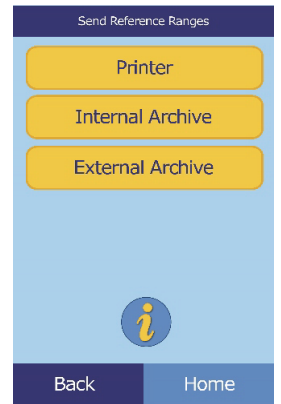 Send Reference Ranges
Printer
Internal Archive
External Archive
i
Back
Home